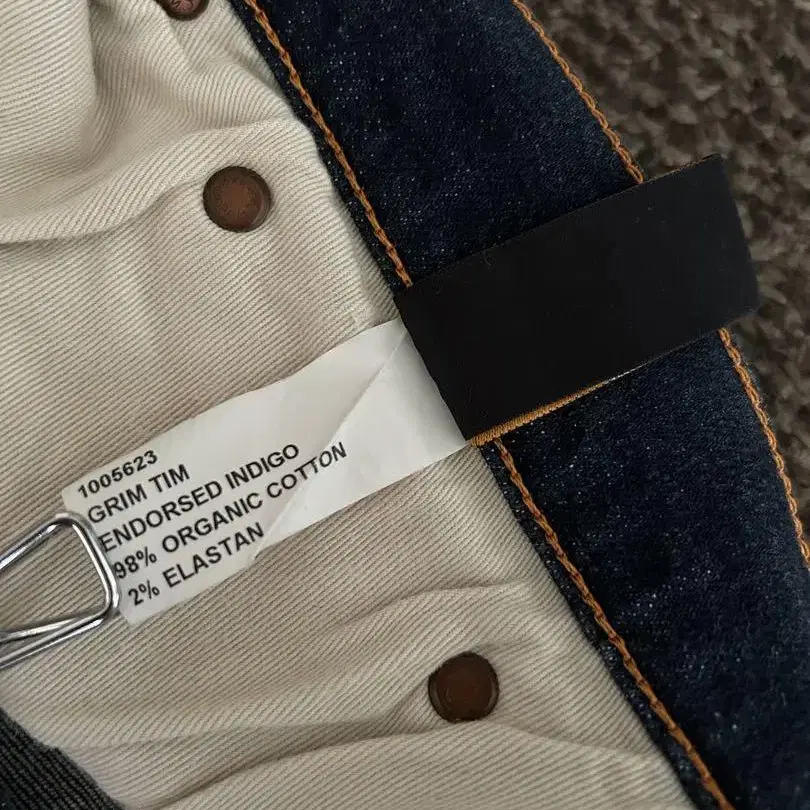 1005623
GRIM TIM
ENDORSED INDIGO
98% ORGANIC COTTON
2% ELASTAN